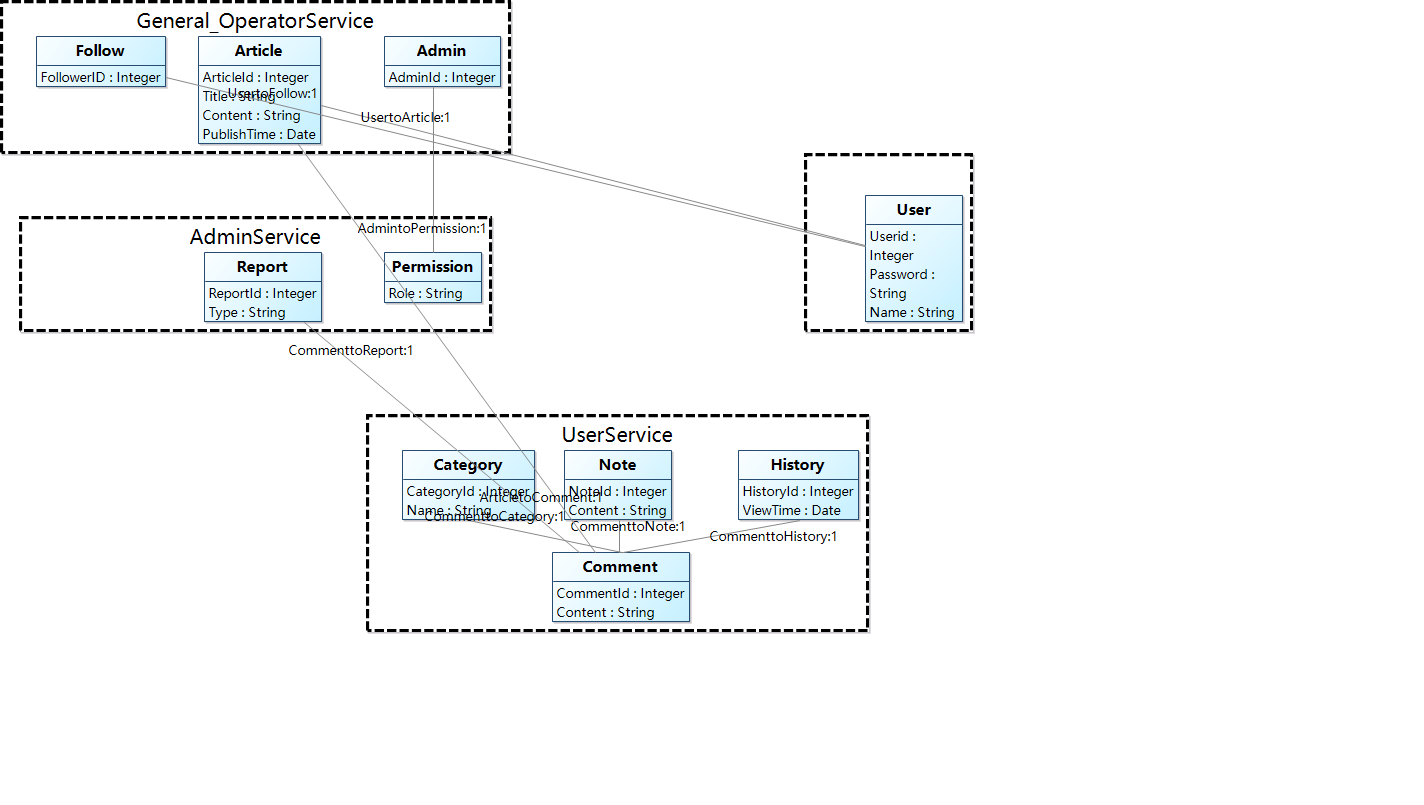 General_OperatorService
Follow
FollowerID : Integer
Article
ArticleId : Integer
Title : String
Content : String
PublishTime : Date
Admin
AdminId : Integer
UsertoFollow:1
UsertoArticle:1
User
Userid :
Integer
Password :
String
Name : String
AdmintoPermission:1
AdminService
Report
ReportId : Integer
Type : String
Permission
Role : String
CommenttoReport:1
UserService
Category
CategoryId : Integer
Name : String
Note
NoteId : Integer
Content : String
History
HistoryId : Integer
ViewTime : Date
ArticletoComment:1
CommenttoCategory:1
CommenttoNote:1
CommenttoHistory:1
Comment
CommentId : Integer
Content : String